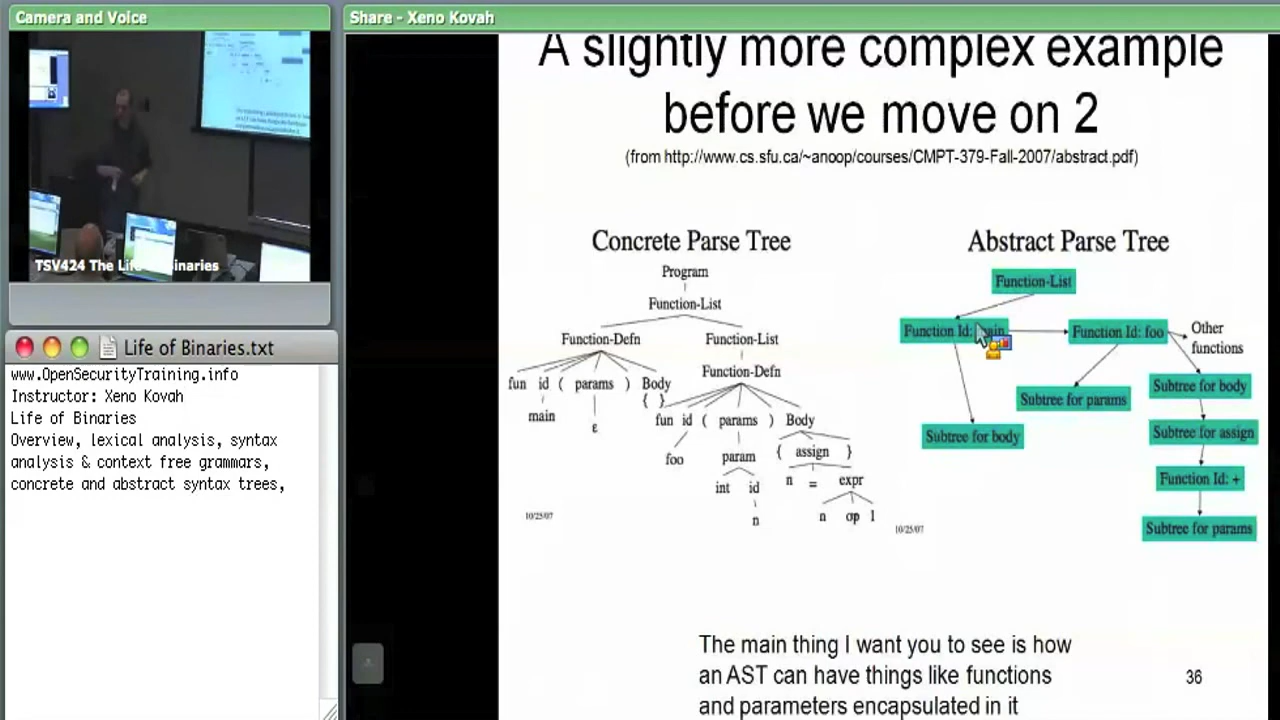 Camera and Voice
TSV424 The Life of Binaries
Life of Binaries.txt
www.OpenSecurityTraining.info
Instructor: Xeno Kovah
Life of Binaries
Overview, lexical analysis, syntax
analysis & context free grammars,
concrete and abstract syntax trees,
Share - Xeno Kovah
A slightly more complex example
before we move on 2
(from http://www.cs.sfu.ca/~anoop/courses/CMPT-379-Fall-2007/abstract.pdf)
Concrete Parse Tree
Program
Function-List
Function-Defn Function-List
Function-Defn
fun id ( params ) Body
{ }
main ε
fun id ( params ) Body
foo param { assign }
int id n = expr
n n op 1
10/25/07
Abstract Parse Tree
Function-List
Function Id: main Function Id: foo Other
functions
Subtree for body
Subtree for params
Subtree for body
Subtree for assign
Function Id: +
Subtree for params
10/25/07
The main thing I want you to see is how
an AST can have things like functions
and parameters encapsulated in it
36